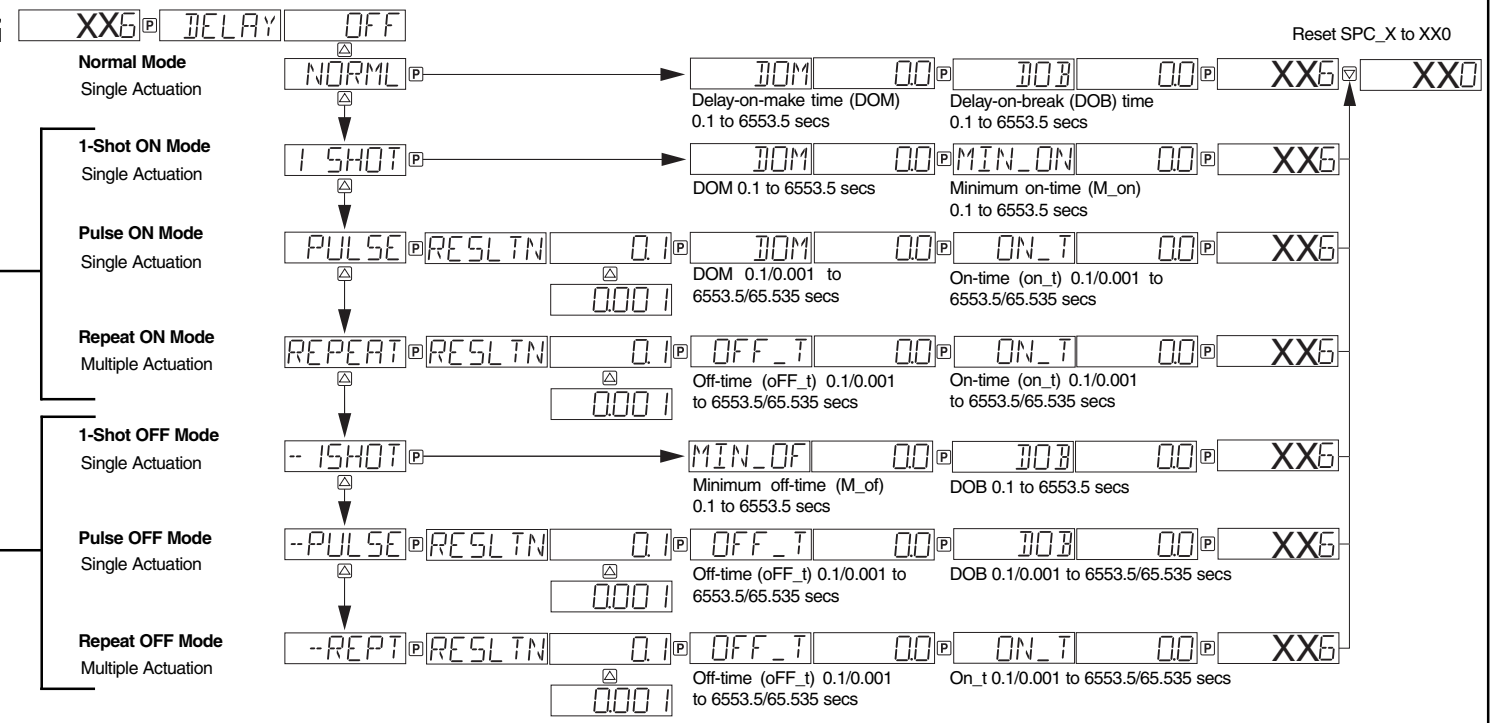 XX6 P DELAY OFF
Reset SPC_X to XX0
Normal Mode
Single Actuation
NORML P DOM 0.0 P DOB 0.0 P XX6 XX0
Delay-on-make time (DOM)
0.1 to 6553.5 secs
Delay-on-break (DOB) time
0.1 to 6553.5 secs
1-Shot ON Mode
Single Actuation
1 SHOT P DOM 0.0 P MIN_ON 0.0 P XX6
DOM 0.1 to 6553.5 secs
Minimum on-time (M_on)
0.1 to 6553.5 secs
Pulse ON Mode
Single Actuation
PULSE P RESLTN 0.1 P DOM 0.0 P ON_T 0.0 P XX6
0.001
DOM 0.1/0.001 to
6553.5/65.535 secs
On-time (on_t) 0.1/0.001 to
6553.5/65.535 secs
Repeat ON Mode
Multiple Actuation
REPEAT P RESLTN 0.1 P OFF_T 0.0 P ON_T 0.0 P XX6
0.001
Off-time (oFF_t) 0.1/0.001
to 6553.5/65.535 secs
On-time (on_t) 0.1/0.001
to 6553.5/65.535 secs
1-Shot OFF Mode
Single Actuation
-- 1SHOT P MIN_OF 0.0 P DOB 0.0 P XX6
Minimum off-time (M_of)
0.1 to 6553.5 secs
DOB 0.1 to 6553.5 secs
Pulse OFF Mode
Single Actuation
--PULSE P RESLTN 0.1 P OFF_T 0.0 P DOB 0.0 P XX6
0.001
Off-time (oFF_t) 0.1/0.001 to
6553.5/65.535 secs
DOB 0.1/0.001 to 6553.5/65.535 secs
Repeat OFF Mode
Multiple Actuation
--REPT P RESLTN 0.1 P OFF_T 0.0 P ON_T 0.0 P XX6
0.001
Off-time (oFF_t) 0.1/0.001
to 6553.5/65.535 secs
On_t 0.1/0.001 to 6553.5/65.535 secs